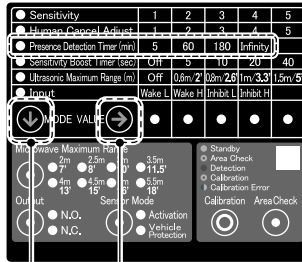 Sensitivity 1 2 3 4 5
Human Cancel Adjust 1 2 3 4 5
Presence Detection Timer (min) 5 60 180 Infinity
Sensitivity Boost Timer (sec) Off 5 10 20 40
Ultrasonic Maximum Range (m) Off 0.6m/2' 0.8m/2.6' 1m/3.3' 1.5m/5'
Input Wake L Wake H Inhibit L Inhibit H
MODE VALUE
Microwave Maximum Range
2m 7' 2.5m 8' 3m 10' 3.5m 11.5'
4m 13' 4.5m 15' 5m 16' 5.5m 18'
Output Sensor Mode
N.O. Activation
N.C. Vehicle Protection
Standby
Area Check
Detection
Calibration
Calibration Error
Calibration Area Check